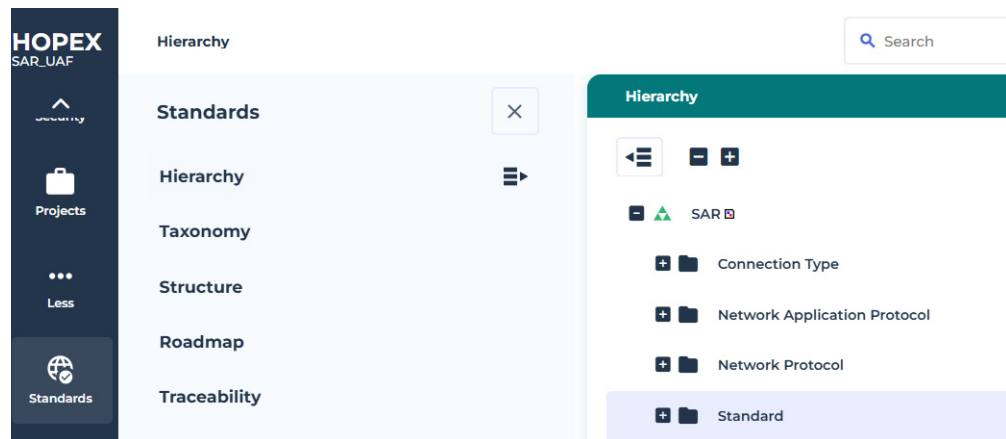 HOPEX
SAR_UAF
Security
Projects
Less
Standards
Hierarchy
Search
Standards
Hierarchy
Taxonomy
Structure
Roadmap
Traceability
Hierarchy
SAR
Connection Type
Network Application Protocol
Network Protocol
Standard